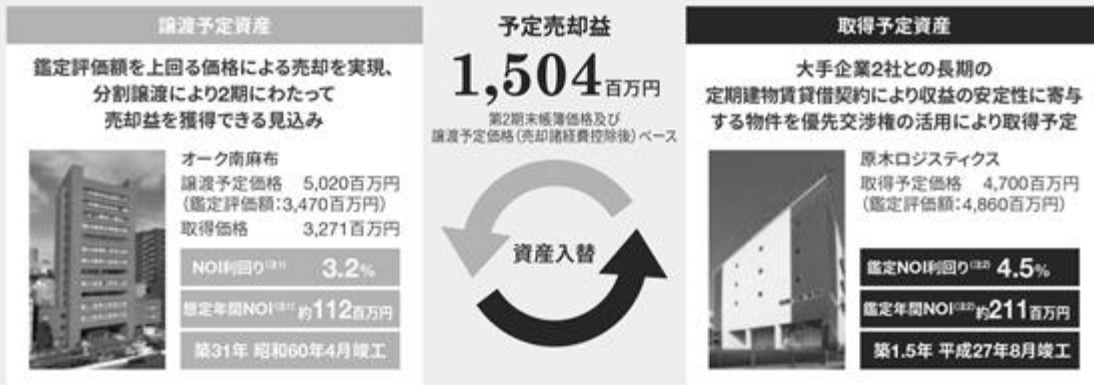 譲渡予定資産
鑑定評価額を上回る価格による売却を実現、
分割譲渡により2期にわたって
売却益を獲得できる見込み
オーク南麻布
譲渡予定価格 5,020百万円
(鑑定評価額:3,470百万円)
取得価格 3,271百万円
NOI利回り(注1) 3.2%
想定年間NOI(注1) 約112百万円
築31年 昭和60年4月竣工
予定売却益
1,504百万円
第2期末帳簿価格及び
譲渡予定価格(売却諸経費控除後)ベース
資産入替
取得予定資産
大手企業2社との長期の
定期建物賃貸借契約により収益の安定性に寄与
する物件を優先交渉権の活用により取得予定
原木ロジスティクス
取得予定価格 4,700百万円
(鑑定評価額:4,860百万円)
鑑定NOI利回り(注2) 4.5%
鑑定年間NOI(注2) 約211百万円
築1.5年 平成27年8月竣工